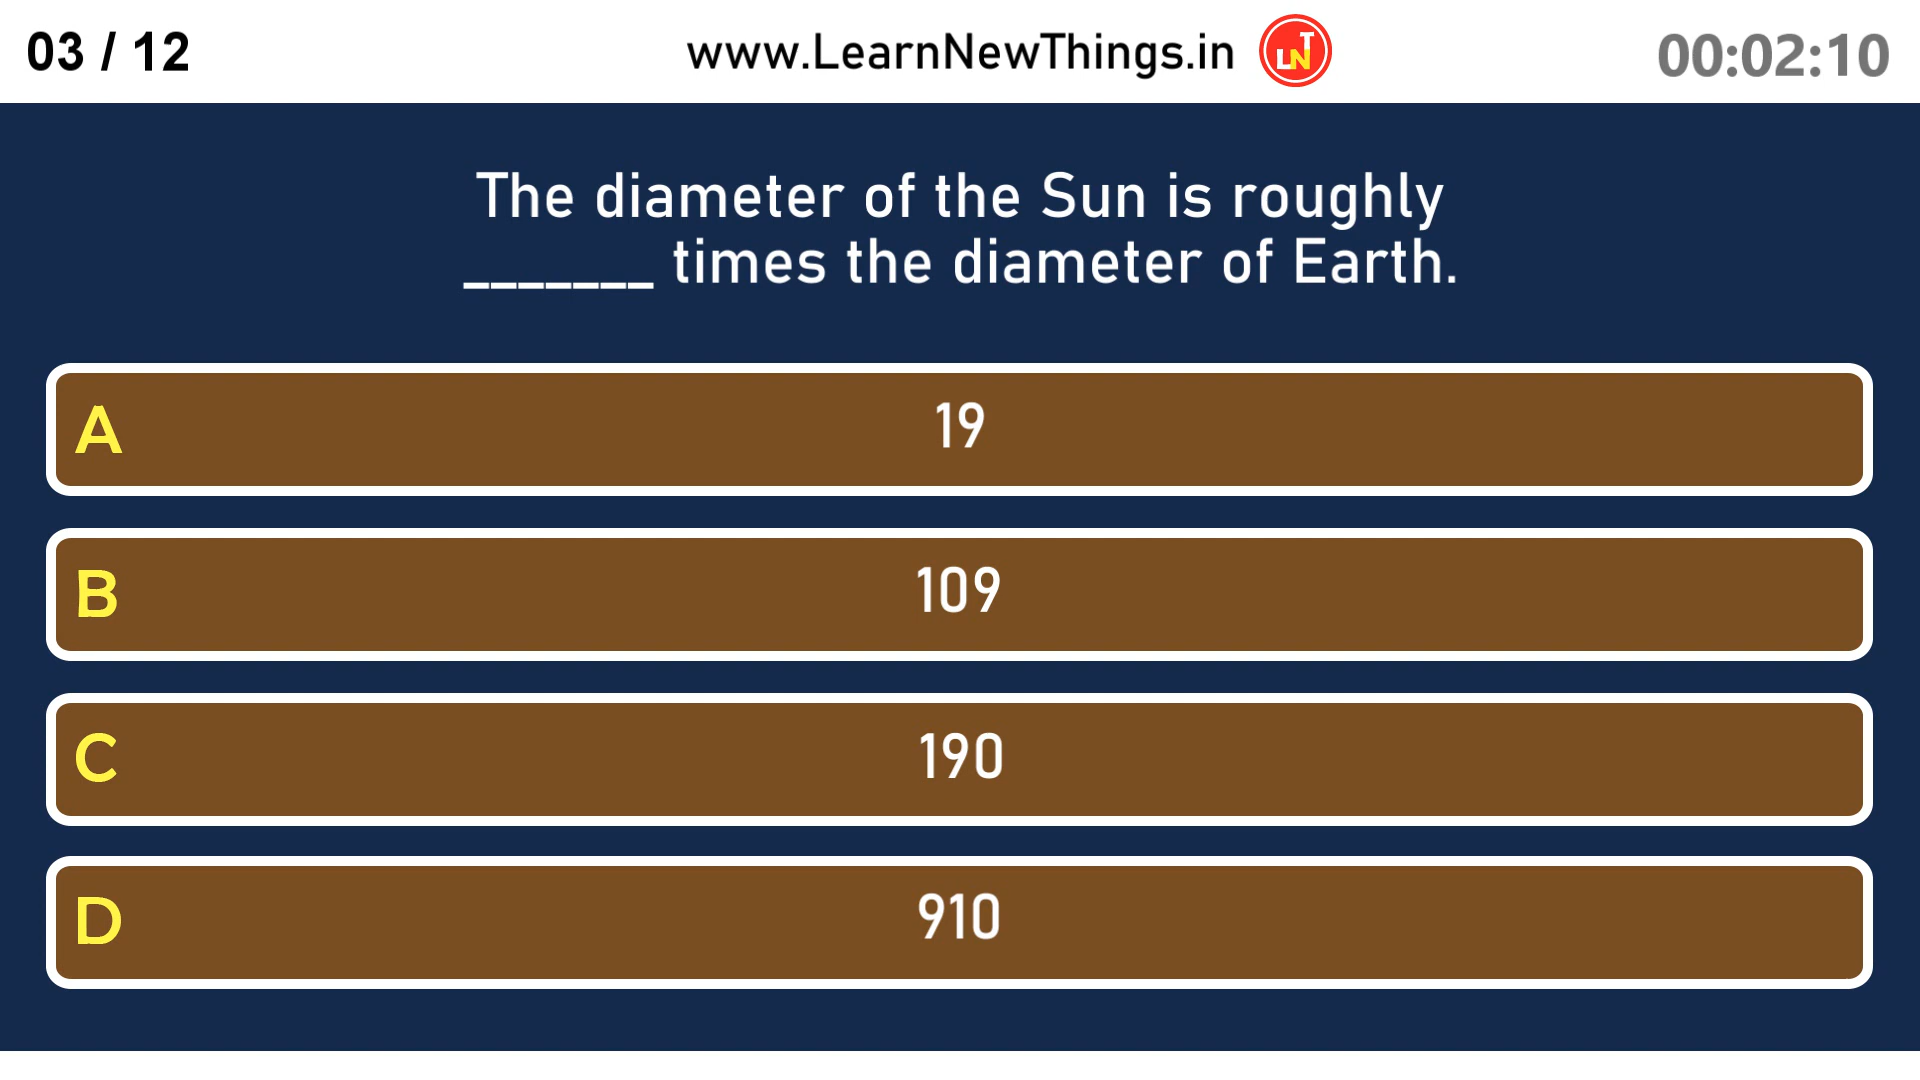 03 / 12
www.LearnNewThings.in
LNT
00:02:10
The diameter of the Sun is roughly
_______ times the diameter of Earth.
A 19
B 109
C 190
D 910